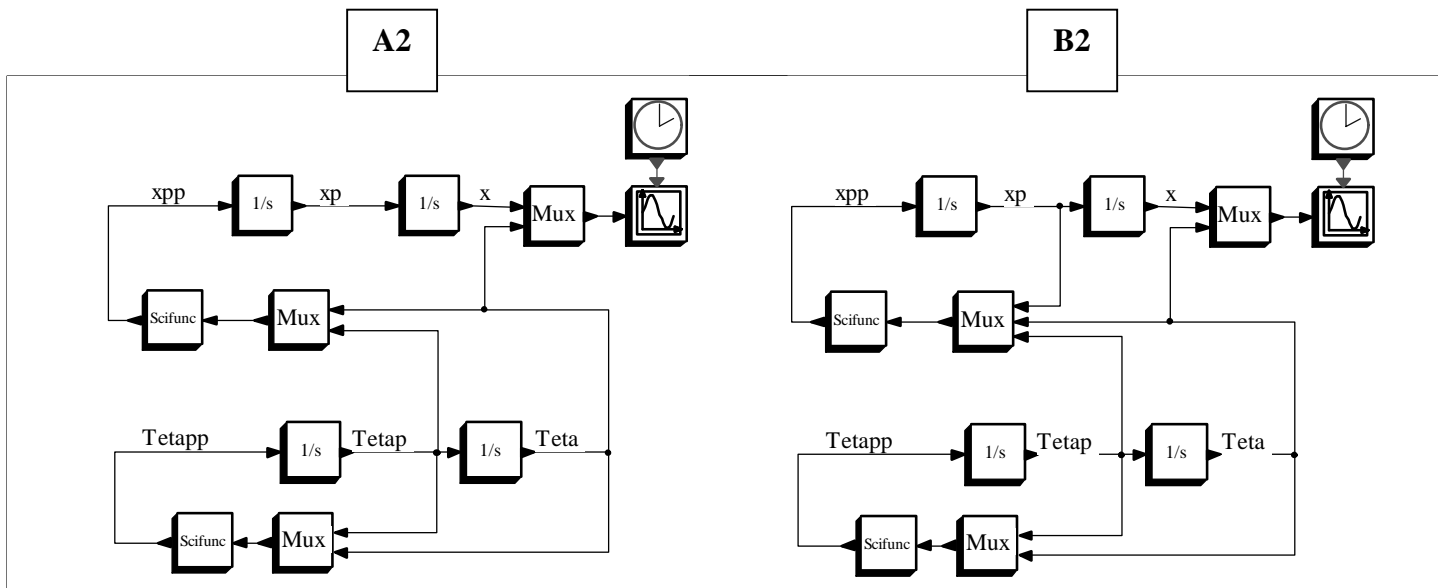 A2
B2
xpp
1/s
xp
1/s
x
Mux
Scifunc
Mux
Tetapp
1/s
Tetap
1/s
Teta
Scifunc
Mux
xpp
1/s
xp
1/s
x
Mux
Scifunc
Mux
Tetapp
1/s
Tetap
1/s
Teta
Scifunc
Mux